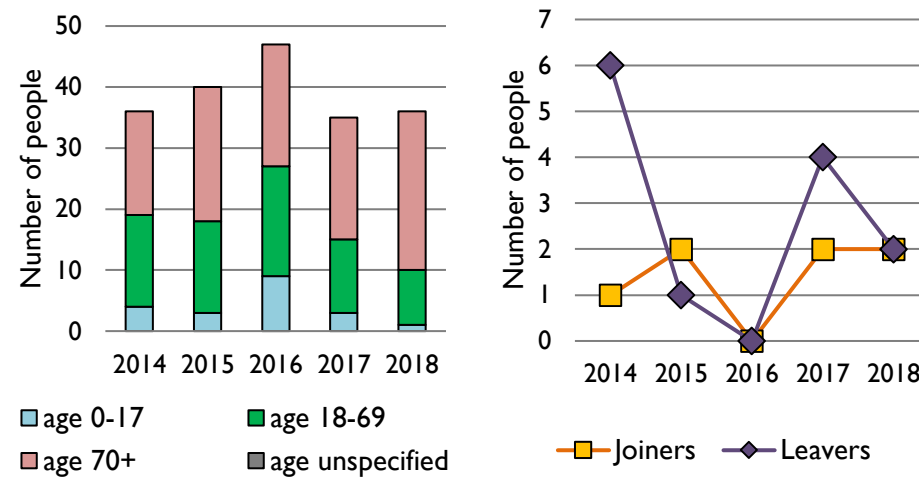 Number of people
50
40
30
20
10
0
2014 2015 2016 2017 2018
age 0-17 age 18-69
age 70+ age unspecified
Number of people
7
6
5
4
3
2
1
0
2014 2015 2016 2017 2018
Joiners Leavers